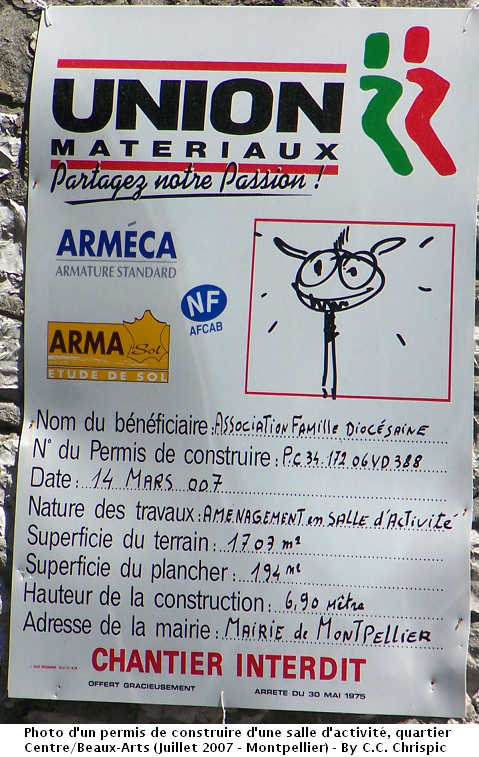 UNION
MATERIAUX
Partagez notre Passion !
ARMÉCA
ARMATURE STANDARD
NF
AFCAB
ARMA Sol
ETUDE DE SOL
Nom du bénéficiaire : ASSOCIATION FAMILLE DIOCÉSAINE
N° du Permis de construire : P.C 34.172 06 VD 388
Date : 14 MARS 007
Nature des travaux : AMENAGEMENT en SALLE d'ACTIVITÉ
Superficie du terrain : 1703 m²
Superficie du plancher : 194 m²
Hauteur de la construction : 6,90 mètre
Adresse de la mairie : MAIRIE de MONTPELLIER
CHANTIER INTERDIT
OFFERT GRACIEUSEMENT ARRETE DU 30 MAI 1975
Photo d'un permis de construire d'une salle d'activité, quartier
Centre/Beaux-Arts (Juillet 2007 - Montpellier) - By C.C. Chrispic